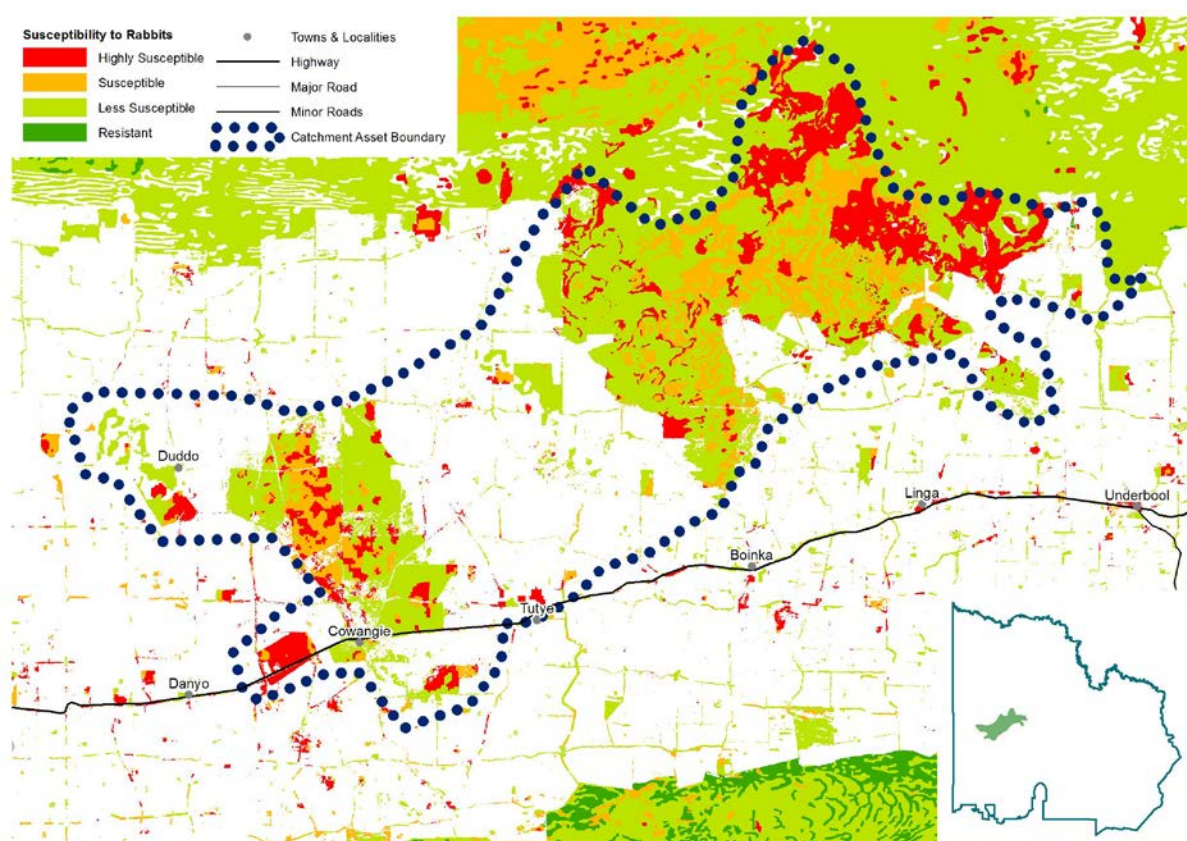 Susceptibility to Rabbits
Highly Susceptible
Susceptible
Less Susceptible
Resistant
Towns & Localities
Highway
Major Road
Minor Roads
Catchment Asset Boundary
Duddo
Linga
Underbool
Boinka
Tutye
Cowangie
Danyo